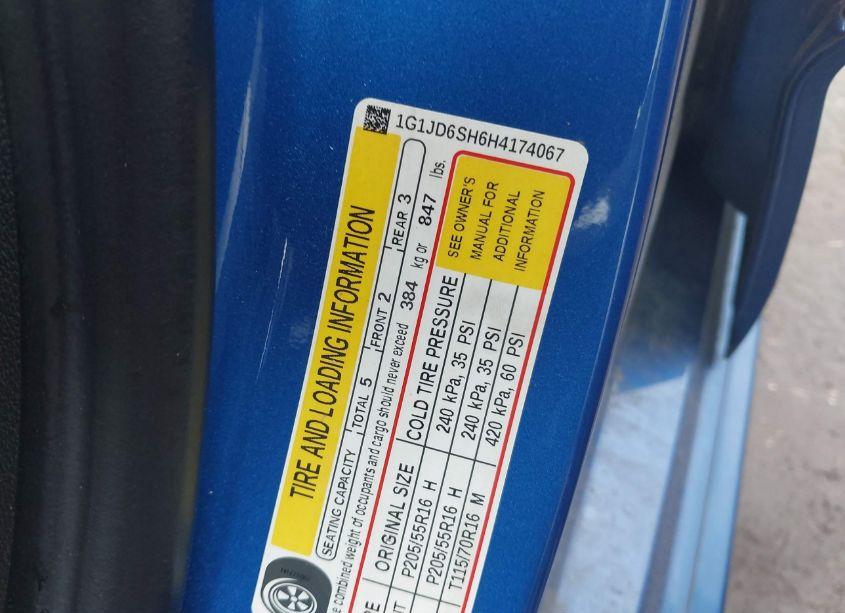 1G1JD6SH6H4174067
TIRE AND LOADING INFORMATION
SEATING CAPACITY TOTAL 5 FRONT 2 REAR 3
combined weight of occupants and cargo should never exceed 384 kg or 847 lbs.
ORIGINAL SIZE COLD TIRE PRESSURE
P205/55R16 H 240 kPa, 35 PSI
P205/55R16 H 240 kPa, 35 PSI
T115/70R16 M 420 kPa, 60 PSI
SEE OWNER'S
MANUAL FOR
ADDITIONAL
INFORMATION